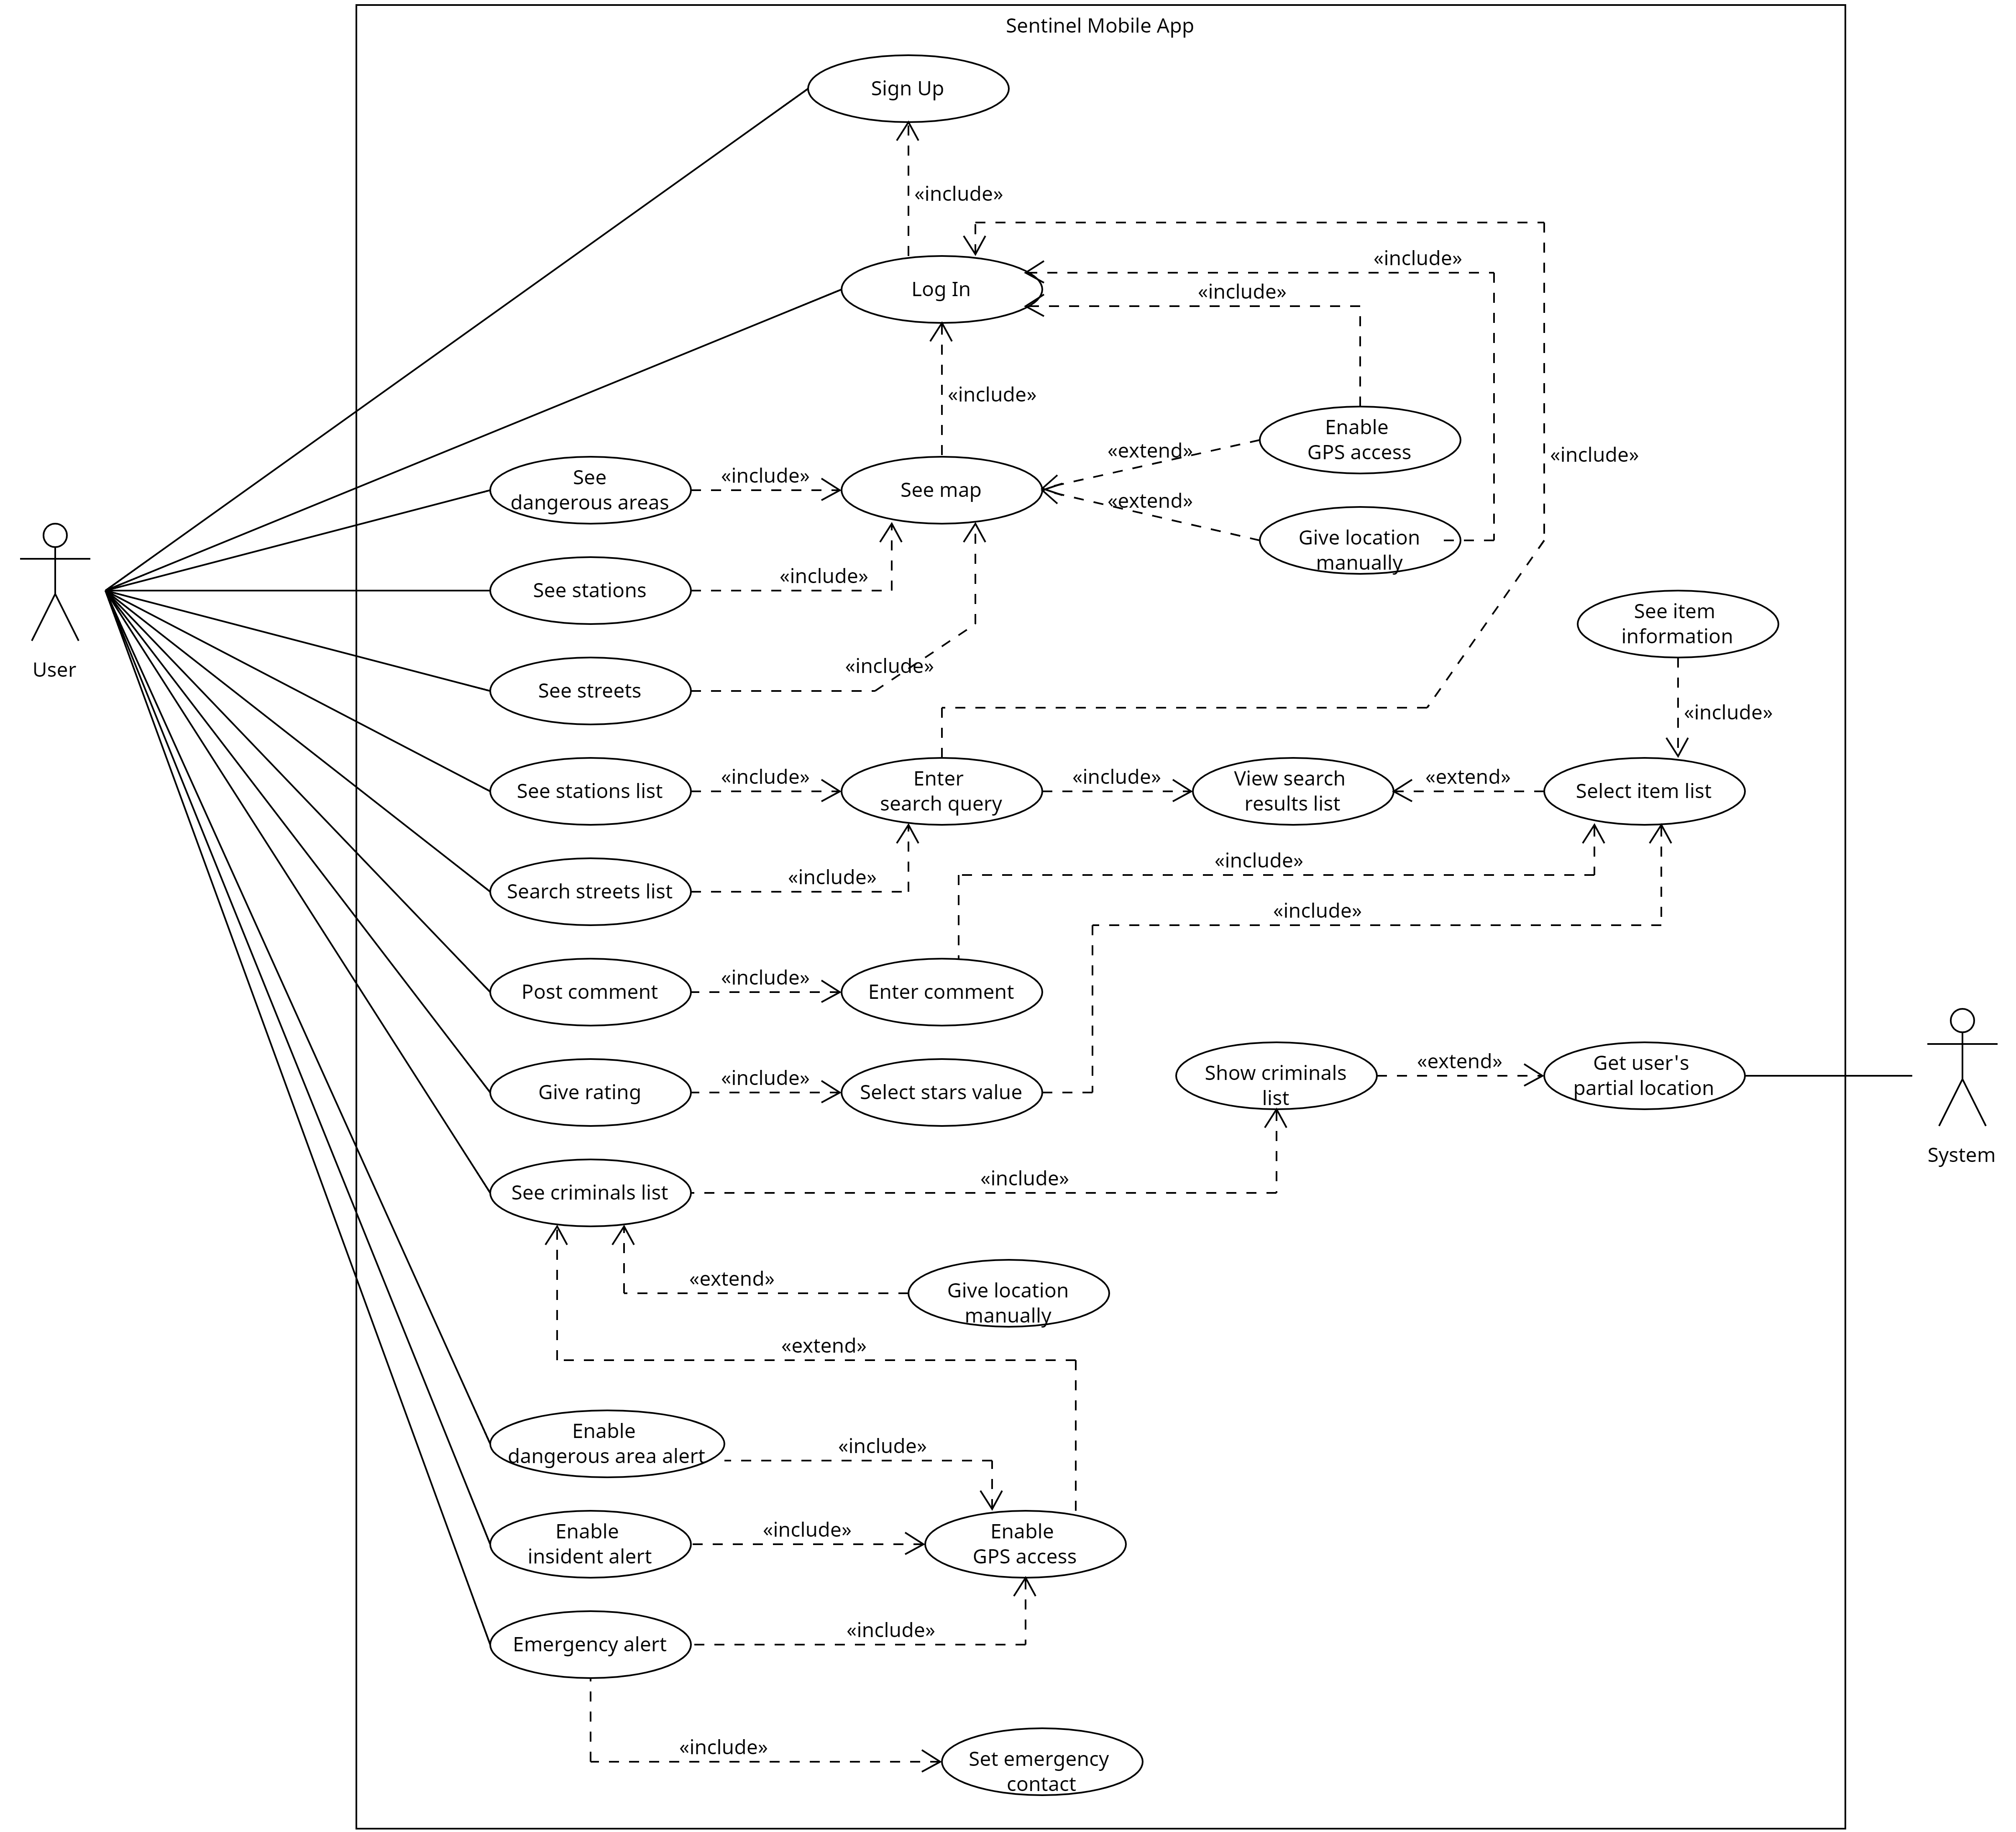 Sentinel Mobile App
Sign Up
«include»
«include»
Log In
«include»
«include»
Enable
GPS access
«extend»
«include»
See
dangerous areas
«include»
See map
«extend»
Give location
manually
See stations
«include»
See item
information
User
See streets
«include»
«include»
See stations list
«include»
Enter
search query
«include»
View search
results list
«extend»
Select item list
Search streets list
«include»
«include»
«include»
Post comment
«include»
Enter comment
Give rating
«include»
Select stars value
Show criminals
list
«extend»
Get user's
partial location
System
See criminals list
«include»
«extend»
Give location
manually
«extend»
Enable
dangerous area alert
«include»
Enable
insident alert
«include»
Enable
GPS access
Emergency alert
«include»
«include»
Set emergency
contact